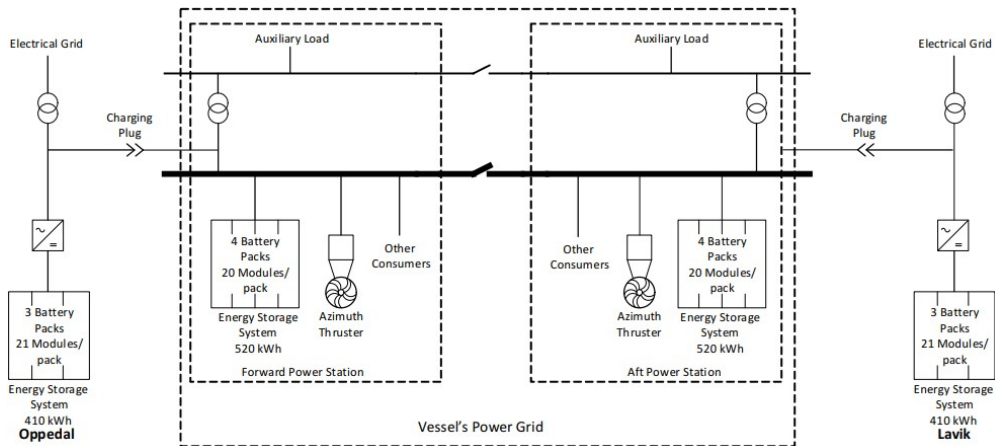 Electrical Grid
Charging
Plug
3 Battery
Packs
21 Modules/
pack
Energy Storage
System
410 kWh
Oppedal
Auxiliary Load
4 Battery
Packs
20 Modules/
pack
Energy Storage
System
520 kWh
Azimuth
Thruster
Other
Consumers
Forward Power Station
Auxiliary Load
Other
Consumers
Azimuth
Thruster
4 Battery
Packs
20 Modules/
pack
Energy Storage
System
520 kWh
Aft Power Station
Vessel's Power Grid
Electrical Grid
Charging
Plug
3 Battery
Packs
21 Modules/
pack
Energy Storage
System
410 kWh
Lavik